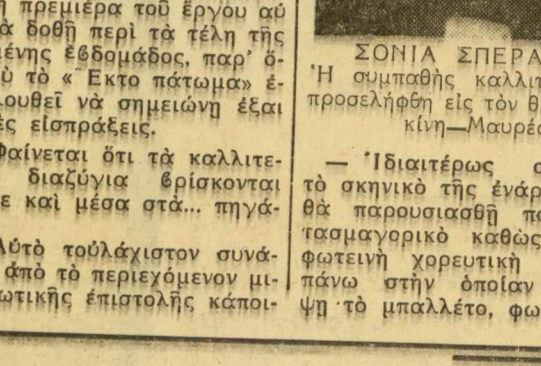 πρεμιέρα τοῦ ἔργου αὐ
ὰ δοθῇ περὶ τὰ τέλη τῆς
μένης ἑβδομάδος, παρ' ὅ-
ὺ τὸ «Ἕκτο πάτωμα» ἐ-
λουθεῖ νὰ σημειώνῃ ἐξαι
ὲς εἰσπράξεις.
Φαίνεται ὅτι τὰ καλλιτε-
διαζύγια βρίσκονται
ε καὶ μέσα στὰ... πηγά-
Αὐτὸ τοὐλάχιστον συνά-
ἀπὸ τὸ περιεχόμενον μι-
ωτικῆς ἐπιστολῆς κάποι-
ΣΟΝΙΑ ΣΠΕΡΑ
Ἡ συμπαθὴς καλλιτ
προσελήφθη εἰς τὸν θ
κίνη—Μαυρέ
— Ἰδιαιτέρως
τὸ σκηνικὸ τῆς ἐνάρ
θὰ παρουσιασθῇ πα
τασμαγορικὸ καθὼς
φωτεινὴ χορευτικὴ
πάνω στὴν ὁποίαν
ψῃ τὸ μπαλλέτο, φω